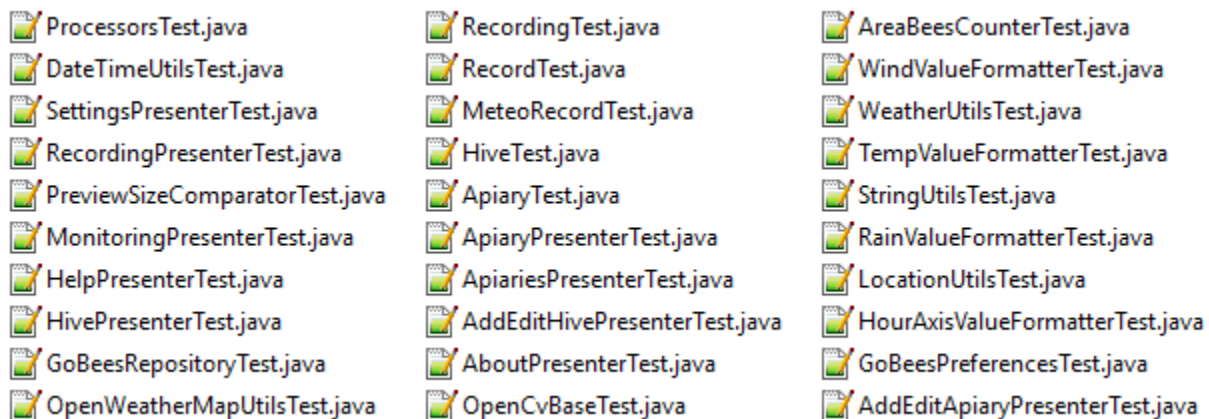 ProcessorsTest.java
DateTimeUtilsTest.java
SettingsPresenterTest.java
RecordingPresenterTest.java
PreviewSizeComparatorTest.java
MonitoringPresenterTest.java
HelpPresenterTest.java
HivePresenterTest.java
GoBeesRepositoryTest.java
OpenWeatherMapUtilsTest.java
RecordingTest.java
RecordTest.java
MeteoRecordTest.java
HiveTest.java
ApiaryTest.java
ApiaryPresenterTest.java
ApiariesPresenterTest.java
AddEditHivePresenterTest.java
AboutPresenterTest.java
OpenCvBaseTest.java
AreaBeesCounterTest.java
WindValueFormatterTest.java
WeatherUtilsTest.java
TempValueFormatterTest.java
StringUtilsTest.java
RainValueFormatterTest.java
LocationUtilsTest.java
HourAxisValueFormatterTest.java
GoBeesPreferencesTest.java
AddEditApiaryPresenterTest.java